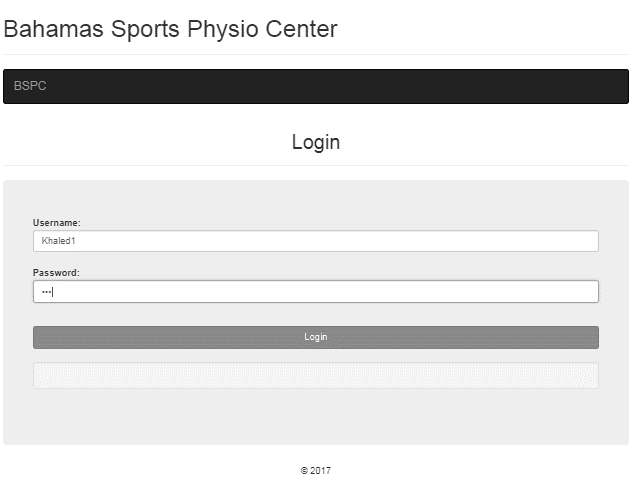 Bahamas Sports Physio Center
BSPC
Login
Username:
Khaled1
Password:
•••
Login
© 2017